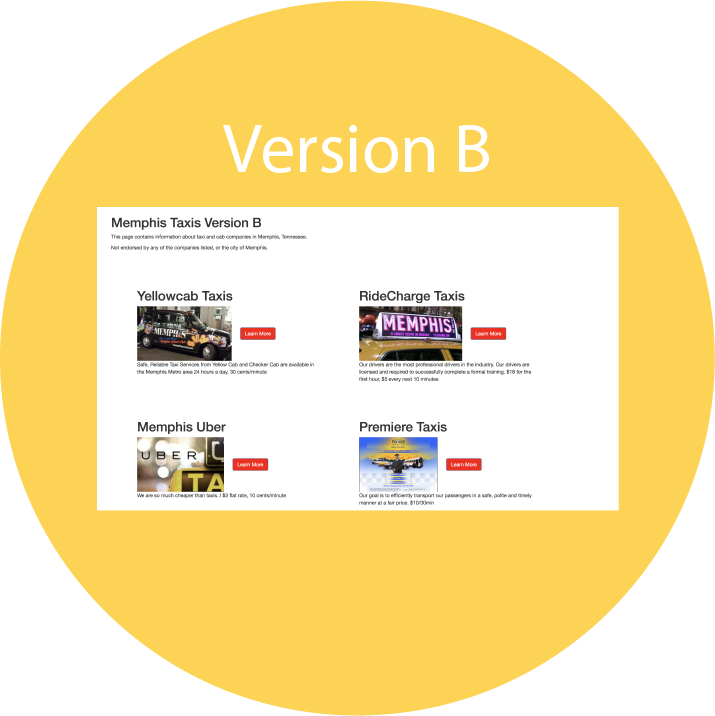 Version B
Memphis Taxis Version B
This page contains information about taxi and cab companies in Memphis, Tennessee.
Not endorsed by any of the companies listed, or the city of Memphis.
Yellowcab Taxis
MEMPHIS
Learn More
Safe, Reliable Taxi Services from Yellow Cab and Checker Cab are available in
the Memphis Metro area 24 hours a day. 30 cents/minute
RideCharge Taxis
MEMPHIS
Learn More
Our drivers are the most professional drivers in the industry. Our drivers are
licensed and required to successfully complete a formal training. $18 for the
first hour, $5 every next 10 minutes
Memphis Uber
UBER
TA
Learn More
We are so much cheaper than taxis. / $3 flat rate, 10 cents/minute
Premiere Taxis
Learn More
Our goal is to efficiently transport our passengers in a safe, polite and timely
manner at a fair price. $10/30min